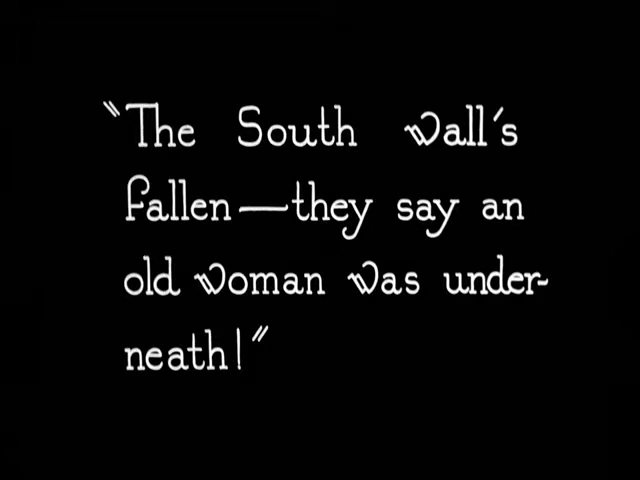 "The South wall's
fallen—they say an
old woman was under-
neath!"